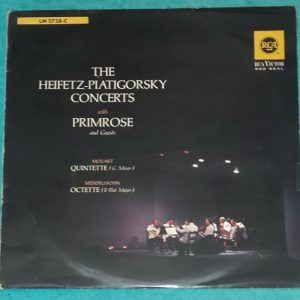 LM 2738-C
RCA
RCA VICTOR
RED SEAL
THE
HEIFETZ-PIATIGORSKY
CONCERTS
with
PRIMROSE
and Guests
MOZART
QUINTETTE (G Minor)
MENDELSSOHN
OCTETTE (E-flat Major)